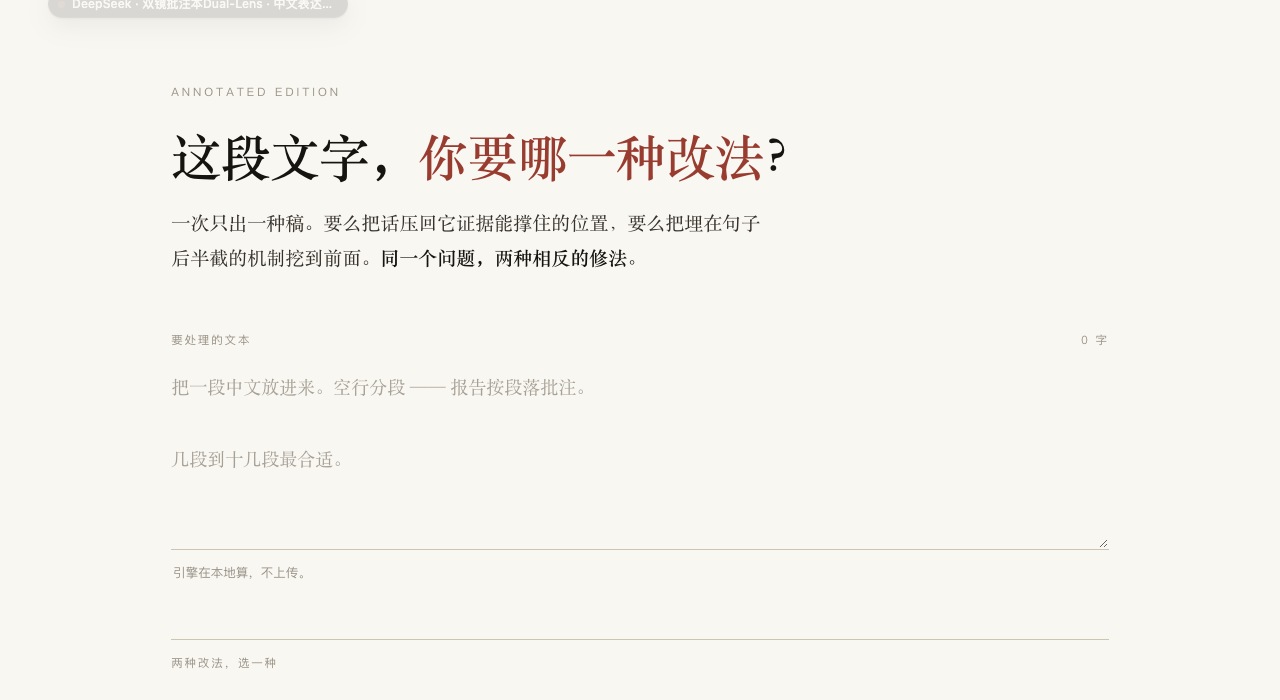 DeepSeek · 双镜批注本Dual-Lens · 中文表达...
ANNOTATED EDITION
这段文字，你要哪一种改法?
一次只出一种稿。要么把话压回它证据能撑住的位置，要么把埋在句子
后半截的机制挖到前面。同一个问题，两种相反的修法。
要处理的文本
0 字
把一段中文放进来。空行分段 —— 报告按段落批注。
几段到十几段最合适。
引擎在本地算，不上传。
两种改法，选一种